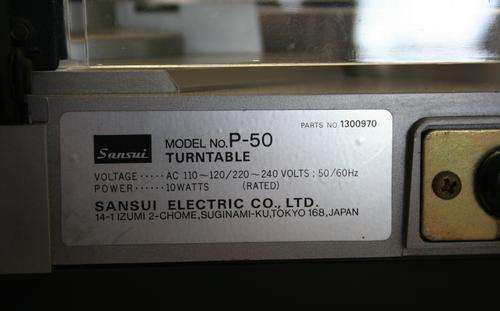 PARTS NO 1300970
Sansui MODEL No. P-50
TURNTABLE
VOLTAGE ····· AC 110~120/220~240 VOLTS ; 50/60Hz
POWER ······ 10WATTS (RATED)
SANSUI ELECTRIC CO., LTD.
14-1 IZUMI 2-CHOME, SUGINAMI-KU, TOKYO 168, JAPAN